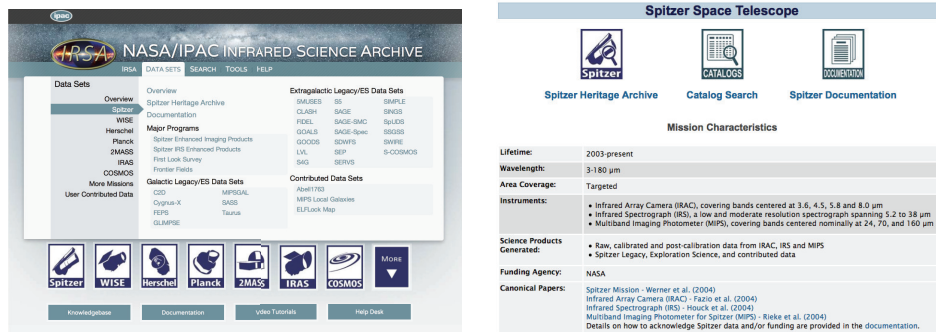 ipac
IRSA
NASA/IPAC INFRARED SCIENCE ARCHIVE
IRSA DATA SETS SEARCH TOOLS HELP
Data Sets
Overview
Spitzer
WISE
Herschel
Planck
2MASS
IRAS
COSMOS
More Missions
User Contributed Data
Overview
Spitzer Heritage Archive
Documentation
Major Programs
Spitzer Enhanced Imaging Products
Spitzer IRS Enhanced Products
First Look Survey
Frontier Fields
Galactic Legacy/ES Data Sets
C2D MIPSGAL
Cygnus-X SASS
FEPS Taurus
GLIMPSE
Extragalactic Legacy/ES Data Sets
SMUSES S5 SIMPLE
CLASH SAGE SINGS
FIDEL SAGE-SMC SpUDS
GOALS SAGE-Spec SSGSS
GOODS SDWFS SWIRE
LVL SEP S-COSMOS
S4G SERVS
Contributed Data Sets
Abell1763
MIPS Local Galaxies
ELFLock Map
Spitzer WISE Herschel Planck 2MASS IRAS COSMOS MORE
Knowledgebase Documentation Video Tutorials Help Desk
Spitzer Space Telescope
Spitzer CATALOGS DOCUMENTATION
Spitzer Heritage Archive Catalog Search Spitzer Documentation
Mission Characteristics
Lifetime: 2003-present
Wavelength: 3-180 µm
Area Coverage: Targeted
Instruments:
• Infrared Array Camera (IRAC), covering bands centered at 3.6, 4.5, 5.8 and 8.0 µm
• Infrared Spectrograph (IRS), a low and moderate resolution spectrograph spanning 5.2 to 38 µm
• Multiband Imaging Photometer (MIPS), covering bands centered nominally at 24, 70, and 160 µm
Science Products
Generated:
• Raw, calibrated and post-calibration data from IRAC, IRS and MIPS
• Spitzer Legacy, Exploration Science, and contributed data
Funding Agency: NASA
Canonical Papers: Spitzer Mission - Werner et al. (2004)
Infrared Array Camera (IRAC) - Fazio et al. (2004)
Infrared Spectrograph (IRS) - Houck et al. (2004)
Multiband Imaging Photometer for Spitzer (MIPS) - Rieke et al. (2004)
Details on how to acknowledge Spitzer data and/or funding are provided in the documentation.